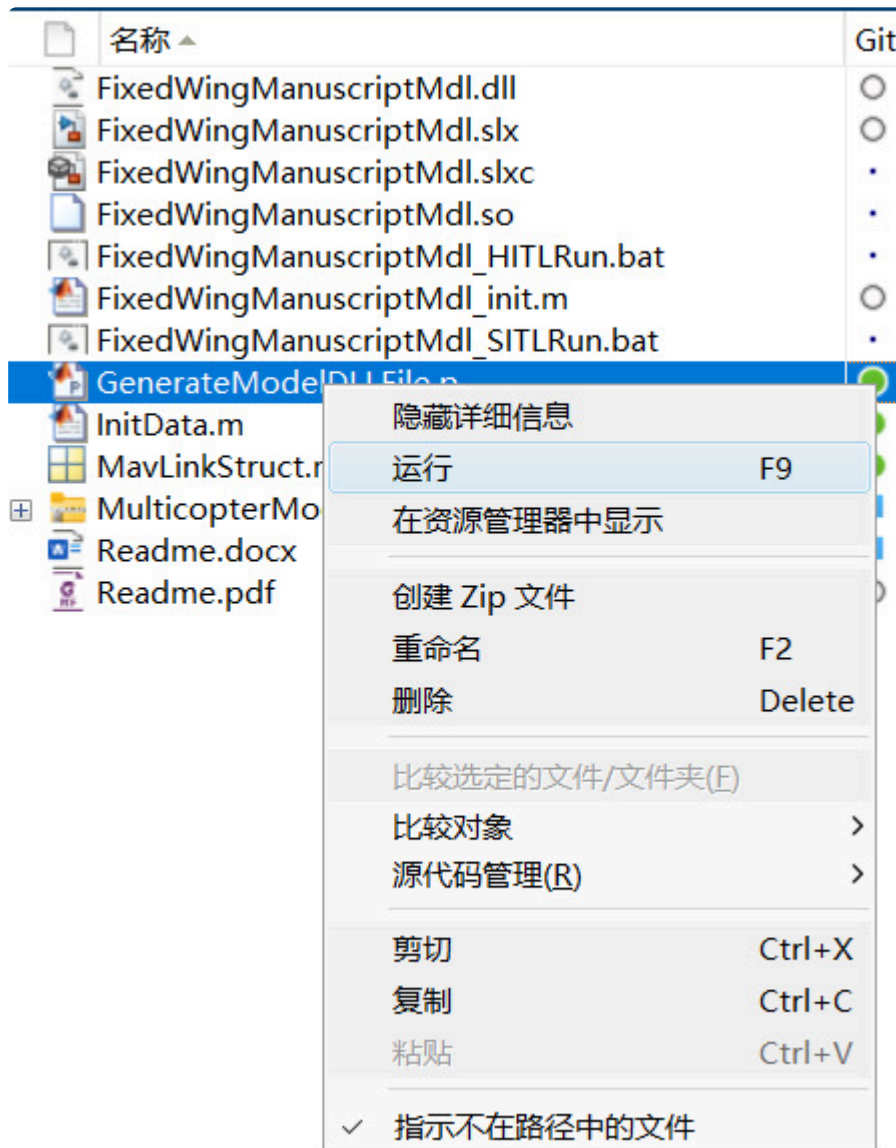 名称 Git
FixedWingManuscriptMdl.dll
FixedWingManuscriptMdl.slx
FixedWingManuscriptMdl.slxc
FixedWingManuscriptMdl.so
FixedWingManuscriptMdl_HITLRun.bat
FixedWingManuscriptMdl_init.m
FixedWingManuscriptMdl_SITLRun.bat
GenerateModelDLLFile.p
InitData.m
MavLinkStruct.m
MulticopterMo
Readme.docx
Readme.pdf
隐藏详细信息
运行 F9
在资源管理器中显示
创建 Zip 文件
重命名 F2
删除 Delete
比较选定的文件/文件夹(F)
比较对象
源代码管理(R)
剪切 Ctrl+X
复制 Ctrl+C
粘贴 Ctrl+V
指示不在路径中的文件